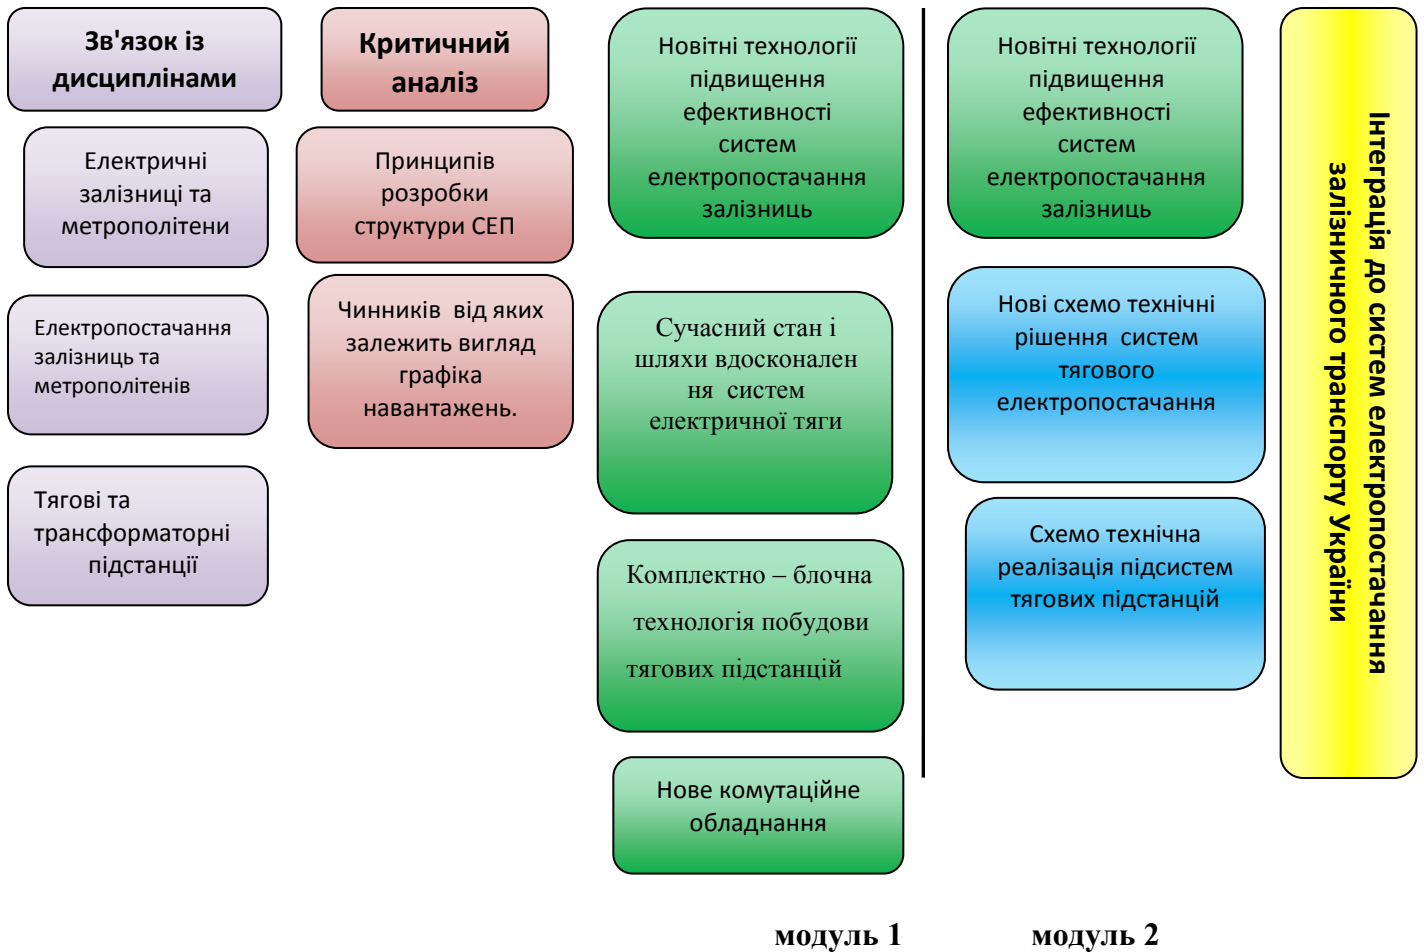 Зв'язок із
дисциплінами
Електричні
залізниці та
метрополітени
Електропостачання
залізниць та
метрополітенів
Тягові та
трансформаторні
підстанції
Критичний
аналіз
Принципів
розробки
структури СЕП
Чинників від яких
залежить вигляд
графіка
навантажень.
Новітні технології
підвищення
ефективності
систем
електропостачання
залізниць
Сучасний стан і
шляхи вдосконален
ня систем
електричної тяги
Комплектно – блочна
технологія побудови
тягових підстанцій
Нове комутаційне
обладнання
Новітні технології
підвищення
ефективності
систем
електропостачання
залізниць
Нові схемо технічні
рішення систем
тягового
електропостачання
Схемо технічна
реалізація підсистем
тягових підстанцій
Інтеграція до систем електропостачання
залізничного транспорту України
модуль 1
модуль 2